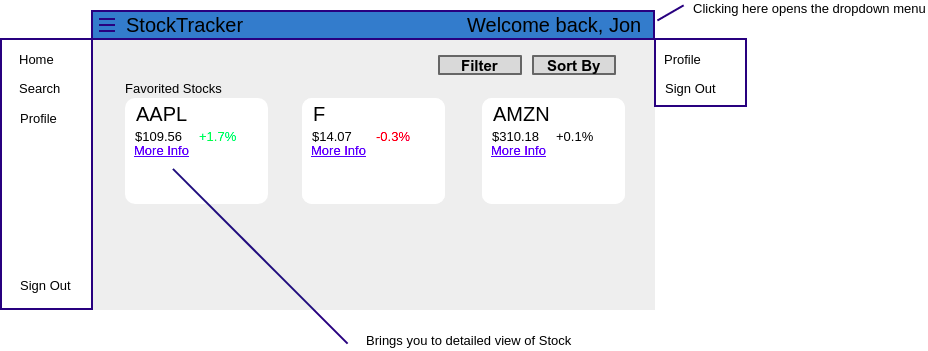 Clicking here opens the dropdown menu
StockTracker
Welcome back, Jon
Home
Search
Profile
Sign Out
Filter
Sort By
Profile
Sign Out
Favorited Stocks
AAPL
$109.56 +1.7%
More Info
F
$14.07 -0.3%
More Info
AMZN
$310.18 +0.1%
More Info
Brings you to detailed view of Stock